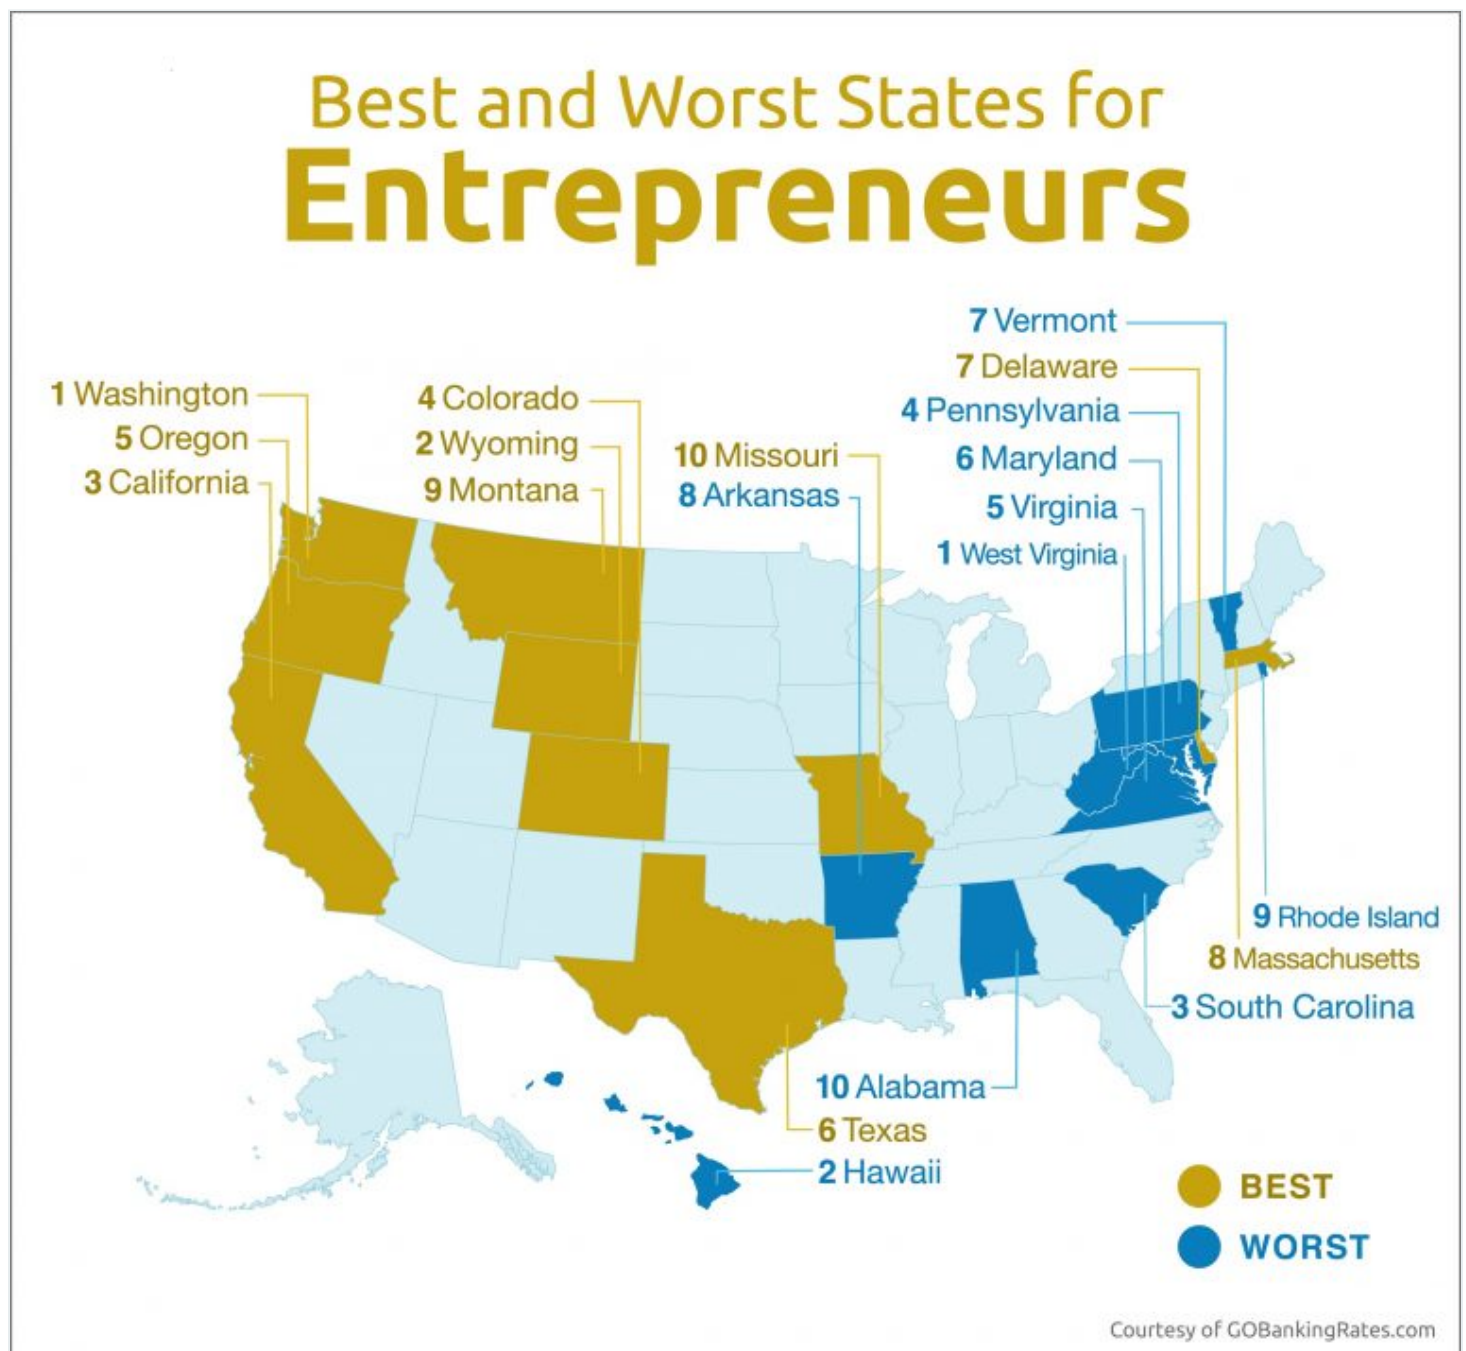 Best and Worst States for
Entrepreneurs
7 Vermont
7 Delaware
4 Pennsylvania
6 Maryland
5 Virginia
1 West Virginia
1 Washington
5 Oregon
3 California
4 Colorado
2 Wyoming
9 Montana
10 Missouri
8 Arkansas
9 Rhode Island
8 Massachusetts
3 South Carolina
10 Alabama
6 Texas
2 Hawaii
BEST
WORST
Courtesy of GOBankingRates.com